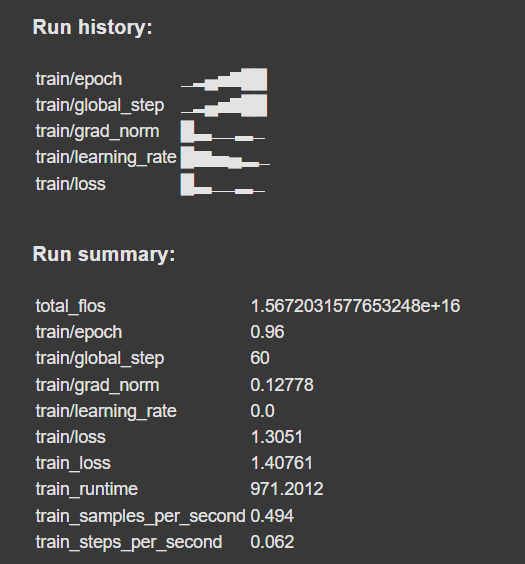 Run history:
train/epoch
train/global_step
train/grad_norm
train/learning_rate
train/loss
Run summary:
total_flos 1.5672031577653248e+16
train/epoch 0.96
train/global_step 60
train/grad_norm 0.12778
train/learning_rate 0.0
train/loss 1.3051
train_loss 1.40761
train_runtime 971.2012
train_samples_per_second 0.494
train_steps_per_second 0.062